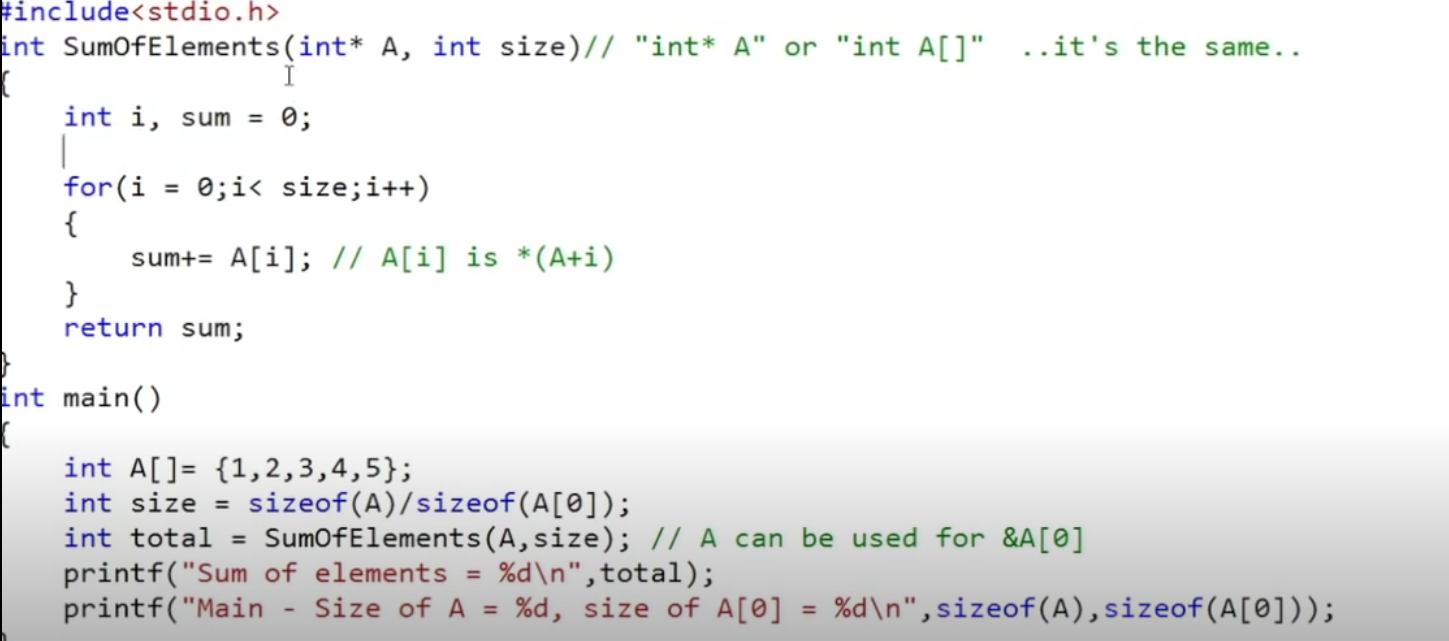 #include<stdio.h>
int SumOfElements(int* A, int size)// "int* A" or "int A[]"  ..it's the same..
{
    int i, sum = 0;

    for(i = 0;i< size;i++)
    {
        sum+= A[i]; // A[i] is *(A+i)
    }
    return sum;
}
int main()
{
    int A[]= {1,2,3,4,5};
    int size = sizeof(A)/sizeof(A[0]);
    int total = SumOfElements(A,size); // A can be used for &A[0]
    printf("Sum of elements = %d\n",total);
    printf("Main - Size of A = %d, size of A[0] = %d\n",sizeof(A),sizeof(A[0]));
}